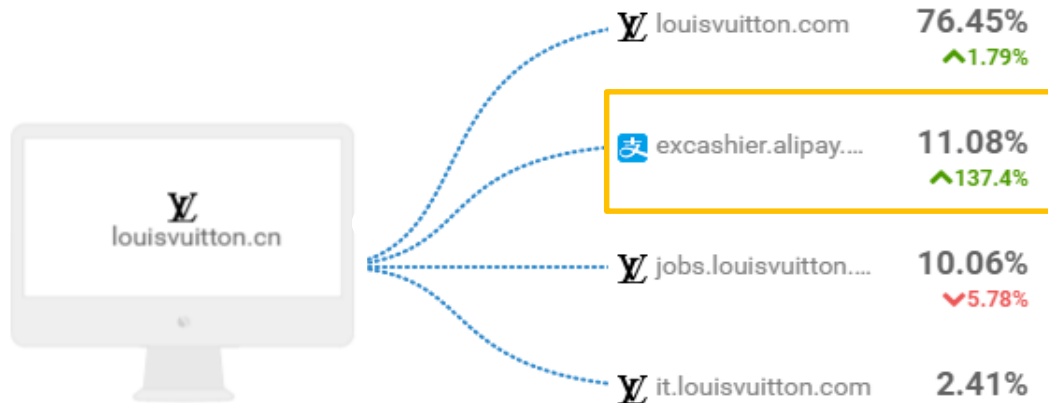 louisvuitton.cn
louisvuitton.com 76.45%
1.79%
支 excashier.alipay.... 11.08%
137.4%
jobs.louisvuitton.... 10.06%
5.78%
it.louisvuitton.com 2.41%